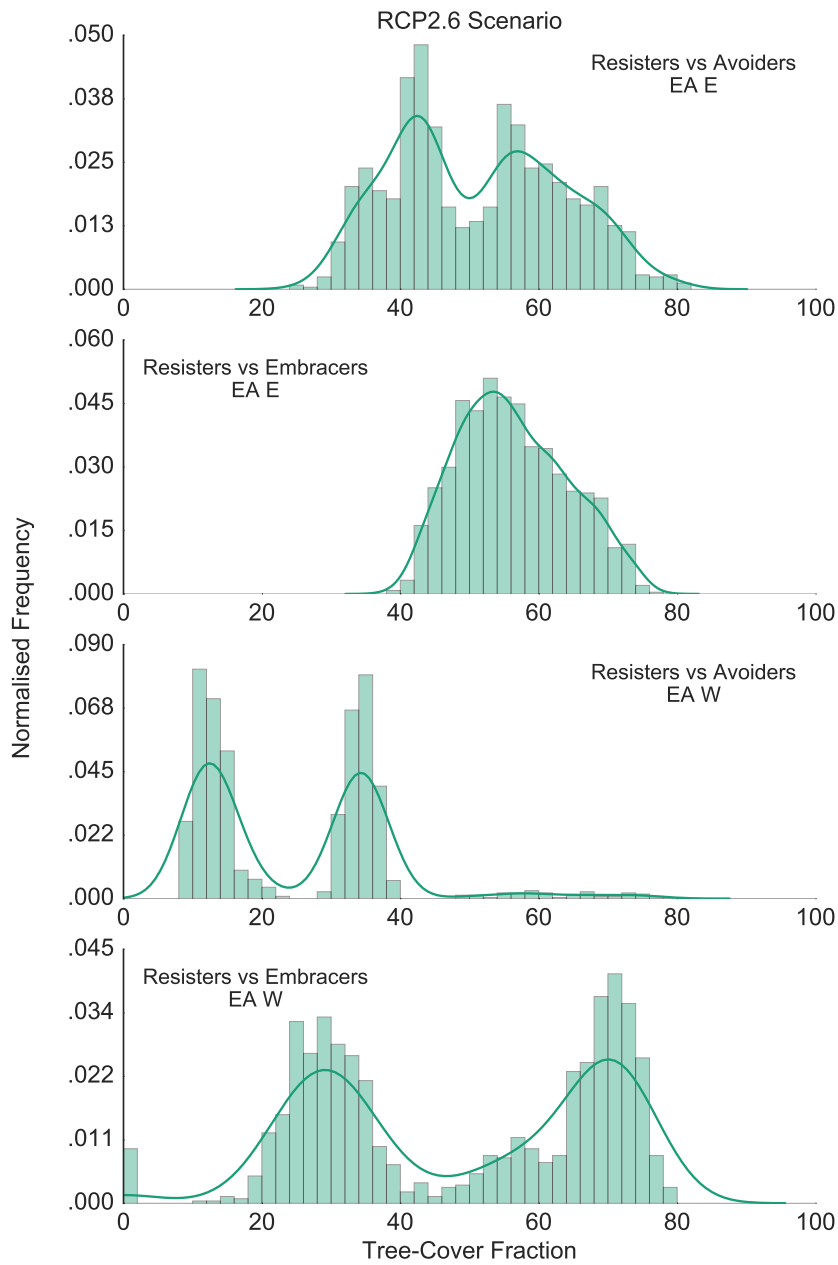 RCP2.6 Scenario
.050
Resisters vs Avoiders
EA E
.038
.025
.013
.000
0 20 40 60 80 100
.060
Resisters vs Embracers
EA E
.045
.030
.015
.000
0 20 40 60 80 100
Normalised Frequency
.090
Resisters vs Avoiders
EA W
.068
.045
.022
.000
0 20 40 60 80 100
.045
Resisters vs Embracers
EA W
.034
.022
.011
.000
0 20 40 60 80 100
Tree-Cover Fraction